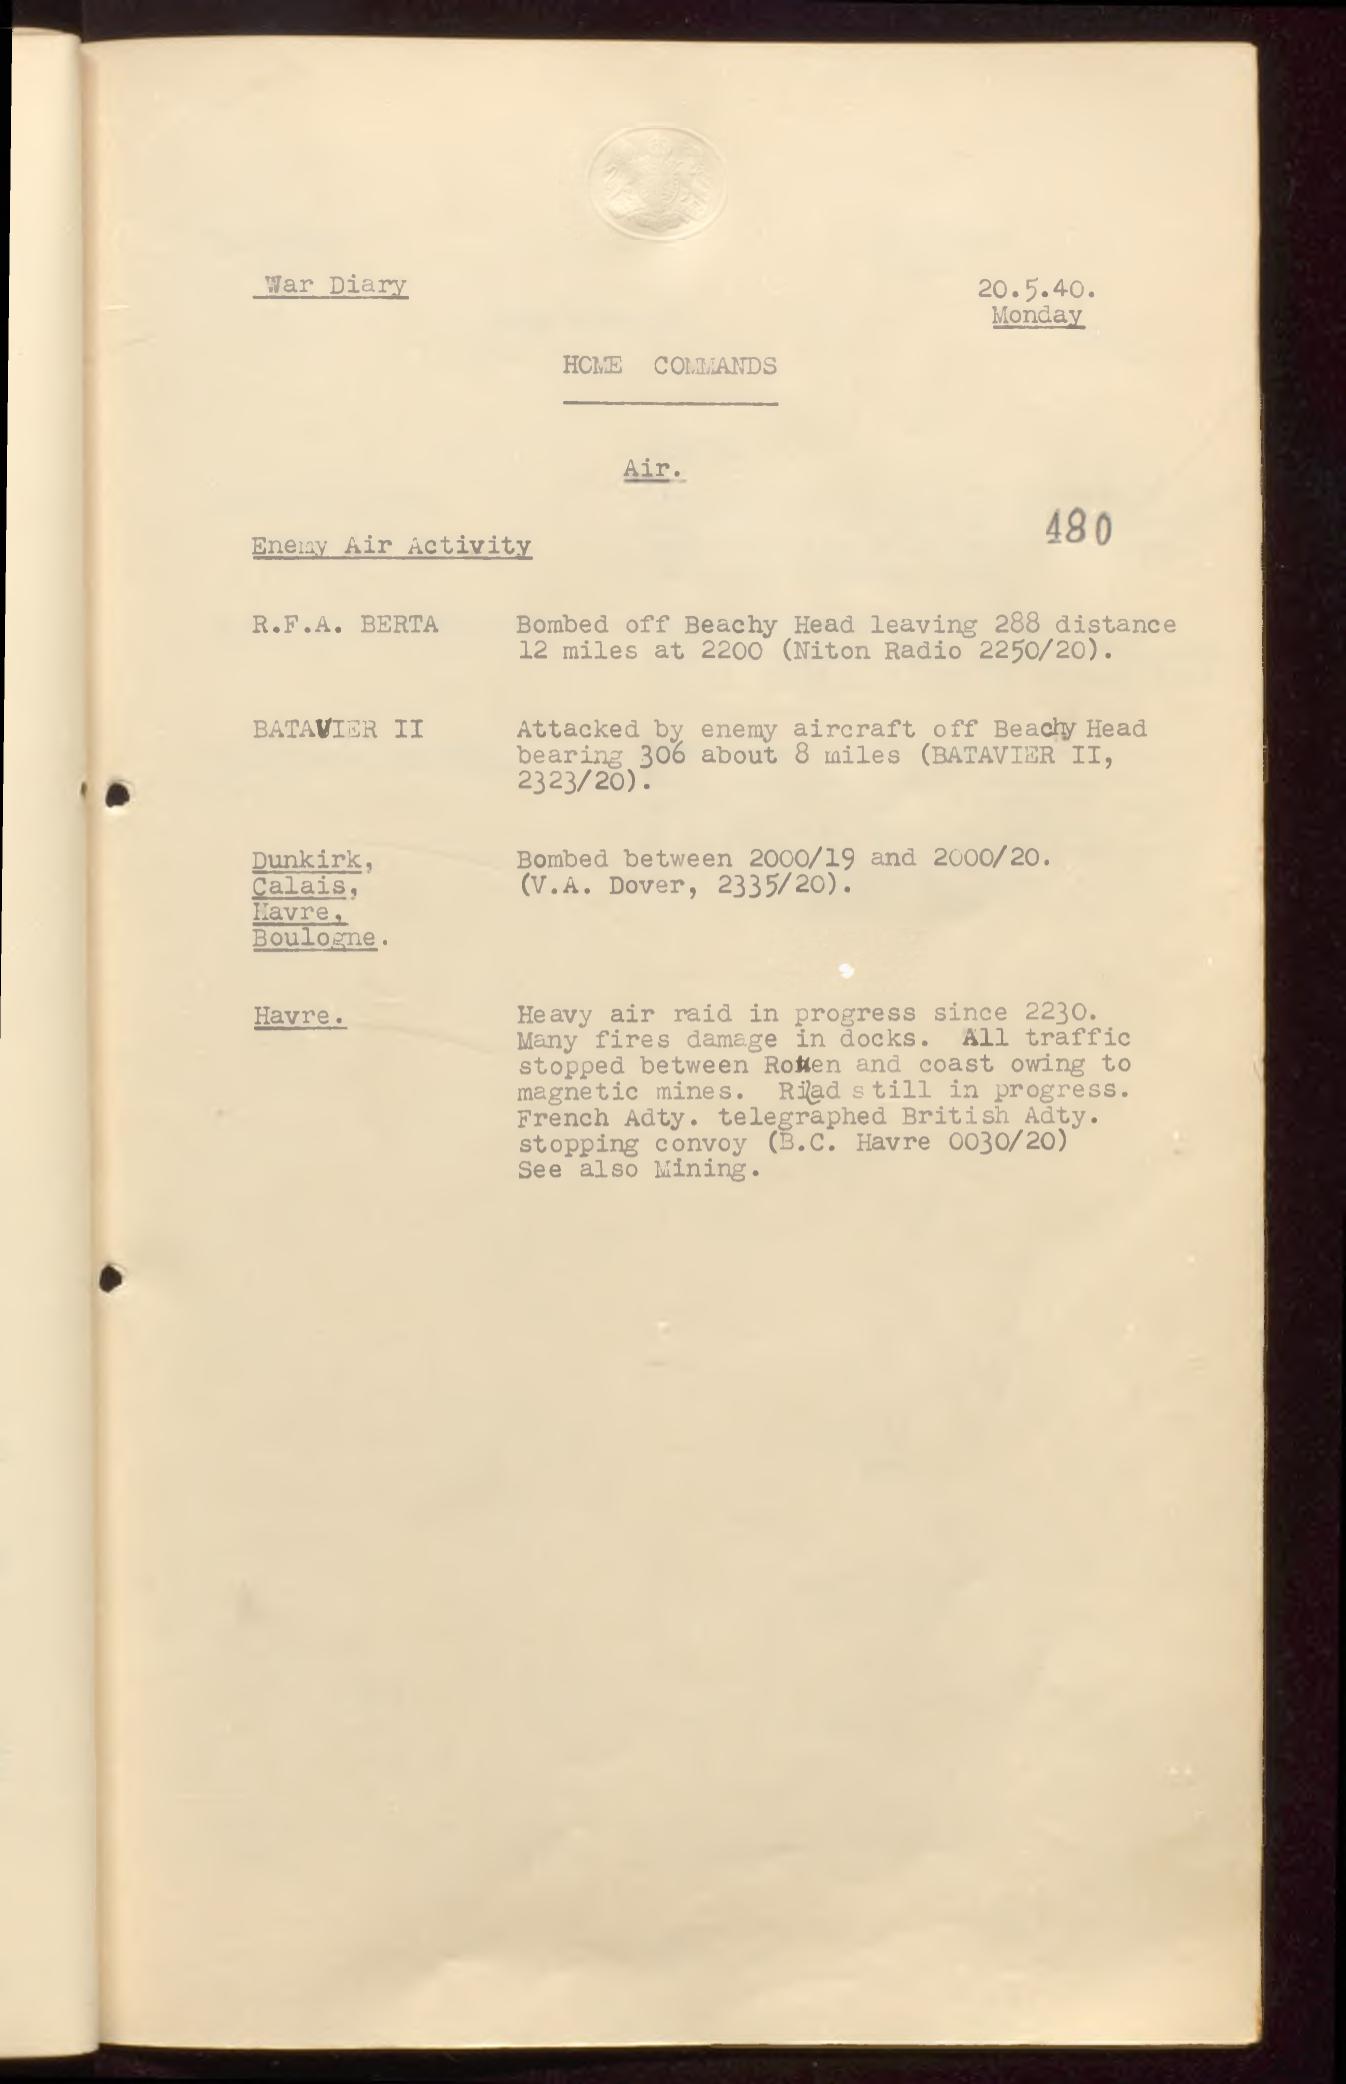 War Diary
20.5.40.
Monday
HOME COMMANDS
Air.
480
Enemy Air Activity
R.F.A. BERTA Bombed off Beachy Head leaving 288 distance
12 miles at 2200 (Niton Radio 2250/20).
BATAVIER II Attacked by enemy aircraft off Beachy Head
bearing 306 about 8 miles (BATAVIER II,
2323/20).
Dunkirk, Bombed between 2000/19 and 2000/20.
Calais, (V.A. Dover, 2335/20).
Havre,
Boulogne.
Havre. Heavy air raid in progress since 2230.
Many fires damage in docks. All traffic
stopped between Rouen and coast owing to
magnetic mines. Riad still in progress.
French Adty. telegraphed British Adty.
stopping convoy (B.C. Havre 0030/20)
See also Mining.